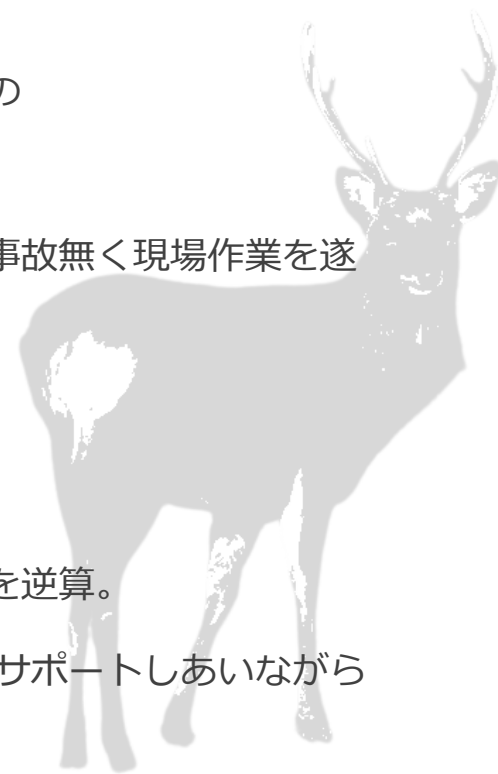 の
事故無く現場作業を遂
を逆算。
サポートしあいながら